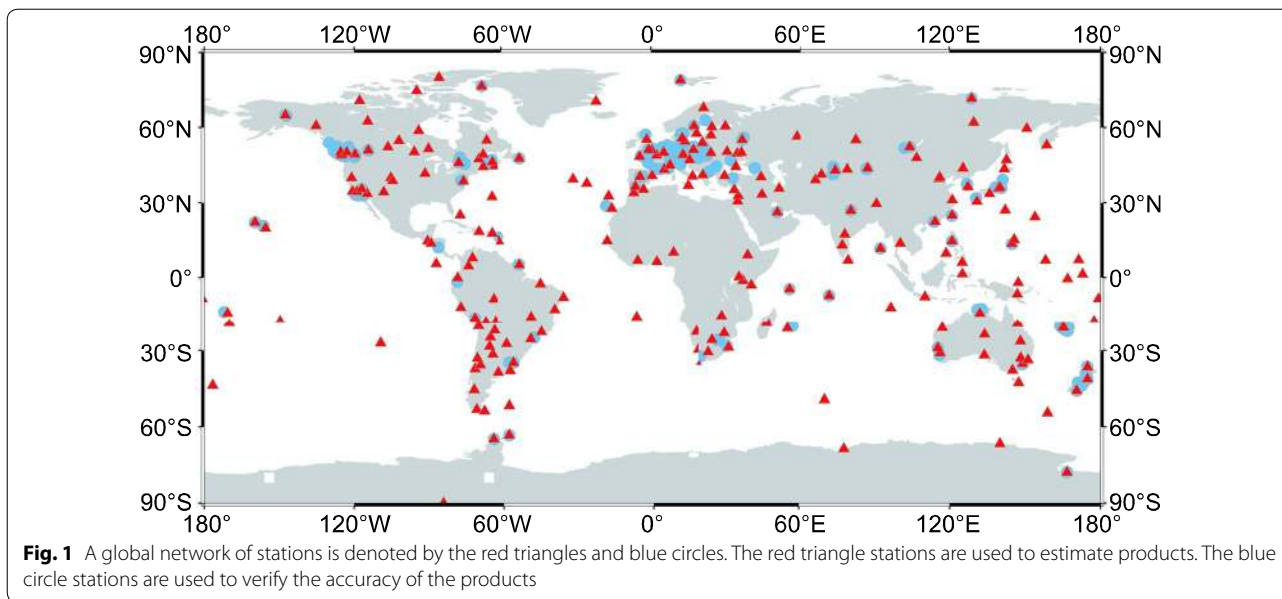 180° 120°W 60°W 0° 60°E 120°E 180°
90°N 90°N
60°N 60°N
30°N 30°N
0° 0°
30°S 30°S
60°S 60°S
90°S 90°S
180° 120°W 60°W 0° 60°E 120°E 180°
Fig. 1 A global network of stations is denoted by the red triangles and blue circles. The red triangle stations are used to estimate products. The blue
circle stations are used to verify the accuracy of the products